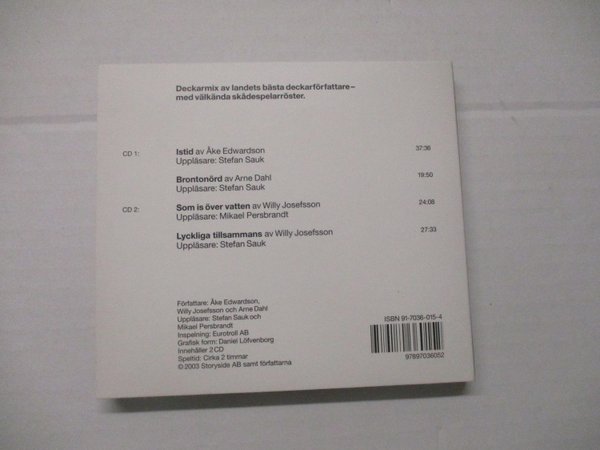 Deckarmix av landets bästa deckarförfattare–
med välkända skådespelarröster.
CD 1: Istid av Åke Edwardson 37:36
Uppläsare: Stefan Sauk
Brontonörd av Arne Dahl 19:50
Uppläsare: Stefan Sauk
CD 2: Som is över vatten av Willy Josefsson 24:08
Uppläsare: Mikael Persbrandt
Lyckliga tillsammans av Willy Josefsson 27:33
Uppläsare: Stefan Sauk
Författare: Åke Edwardson,
Willy Josefsson och Arne Dahl
Uppläsare: Stefan Sauk och
Mikael Persbrandt
Inspelning: Eurotroll AB
Grafisk form: Daniel Löfvenborg
Innehåller 2 CD
Speltid: Cirka 2 timmar
© 2003 Storyside AB samt författarna
ISBN 91-7036-015-4
97897036052